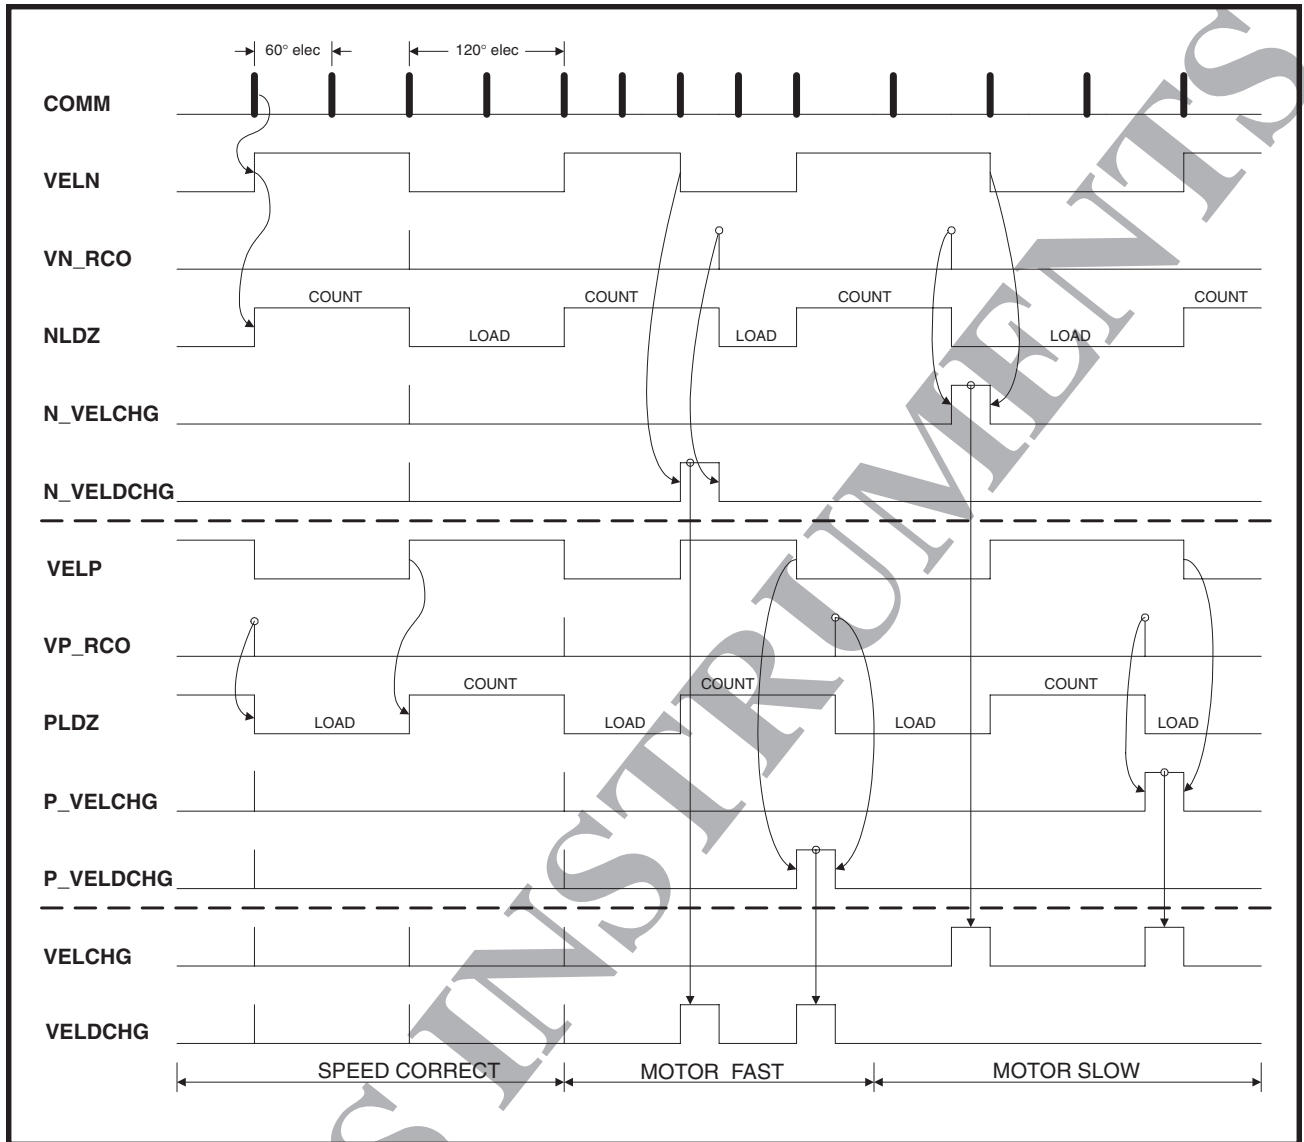 60° elec 120° elec
COMM
VELN
VN_RCO
COUNT COUNT COUNT COUNT
NLDZ LOAD LOAD LOAD
N_VELCHG
N_VELDCHG
VELP
VP_RCO
COUNT COUNT COUNT
PLDZ LOAD LOAD LOAD LOAD
P_VELCHG
P_VELDCHG
VELCHG
VELDCHG
SPEED CORRECT MOTOR FAST MOTOR SLOW
S INSTRUMENTS